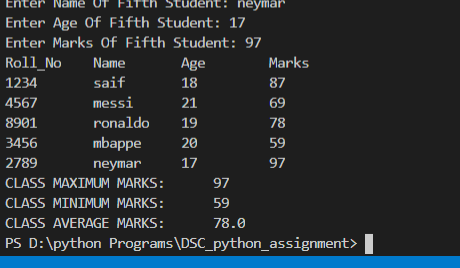 Enter Name Of Fifth Student: neymar
Enter Age Of Fifth Student: 17
Enter Marks Of Fifth Student: 97
Roll_No Name Age Marks
1234 saif 18 87
4567 messi 21 69
8901 ronaldo 19 78
3456 mbappe 20 59
2789 neymar 17 97
CLASS MAXIMUM MARKS: 97
CLASS MINIMUM MARKS: 59
CLASS AVERAGE MARKS: 78.0
PS D:\python Programs\DSC_python_assignment>